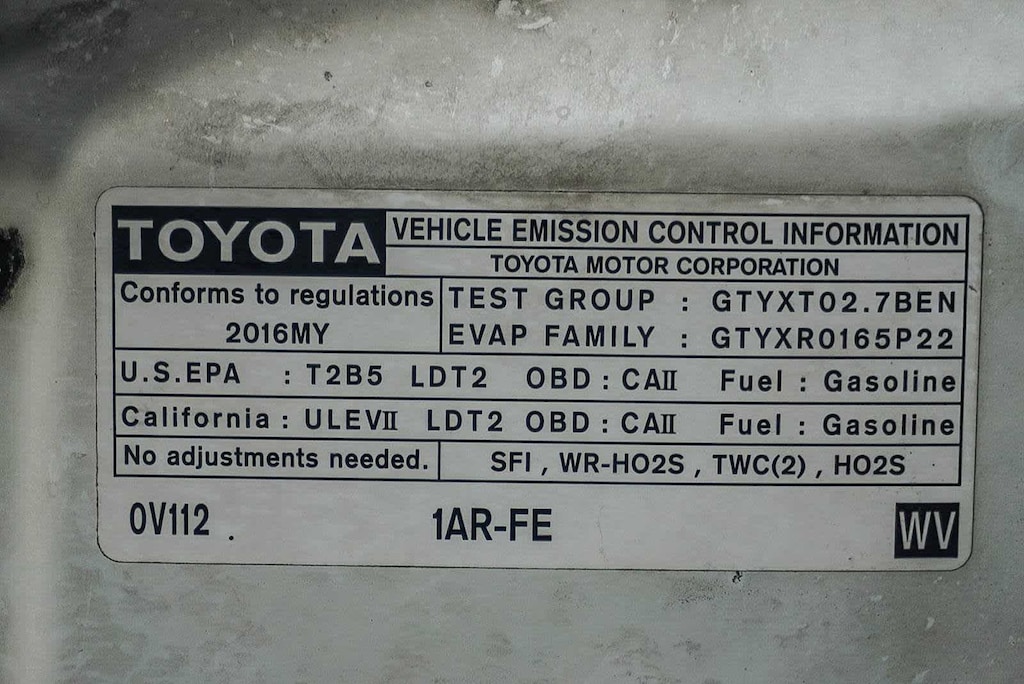 TOYOTA VEHICLE EMISSION CONTROL INFORMATION
TOYOTA MOTOR CORPORATION
Conforms to regulations
2016MY
TEST GROUP : GTYXT02.7BEN
EVAP FAMILY : GTYXR0165P22
U.S.EPA : T2B5 LDT2 OBD : CAⅡ Fuel : Gasoline
California : ULEVⅡ LDT2 OBD : CAⅡ Fuel : Gasoline
No adjustments needed. SFI , WR-HO2S , TWC(2) , HO2S
0V112 1AR-FE WV